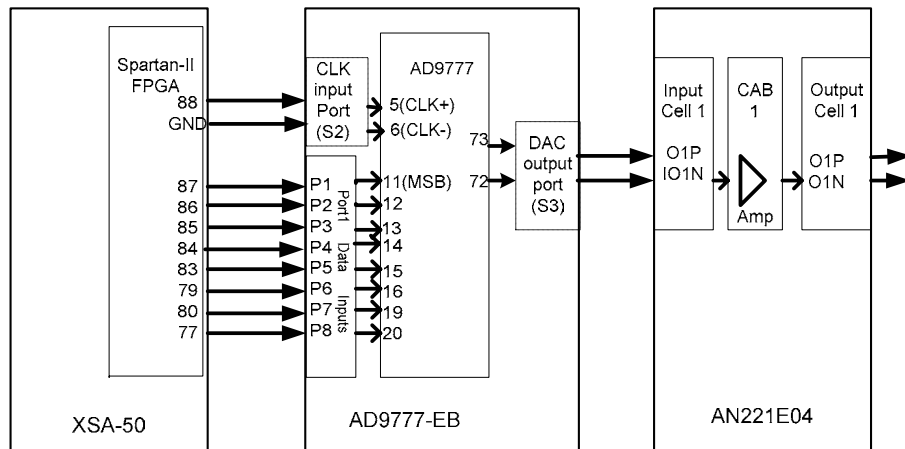 Spartan-II
FPGA
88
GND
87
86
85
84
83
79
80
77
XSA-50
CLK
input
Port
(S2)
P1
P2
P3
P4
P5
P6
P7
P8
Port1
Data
Inputs
AD9777
5(CLK+)
6(CLK-)
73
72
11(MSB)
12
13
14
15
16
19
20
DAC
output
port
(S3)
AD9777-EB
Input
Cell 1
O1P
IO1N
CAB
1
Amp
Output
Cell 1
O1P
O1N
AN221E04